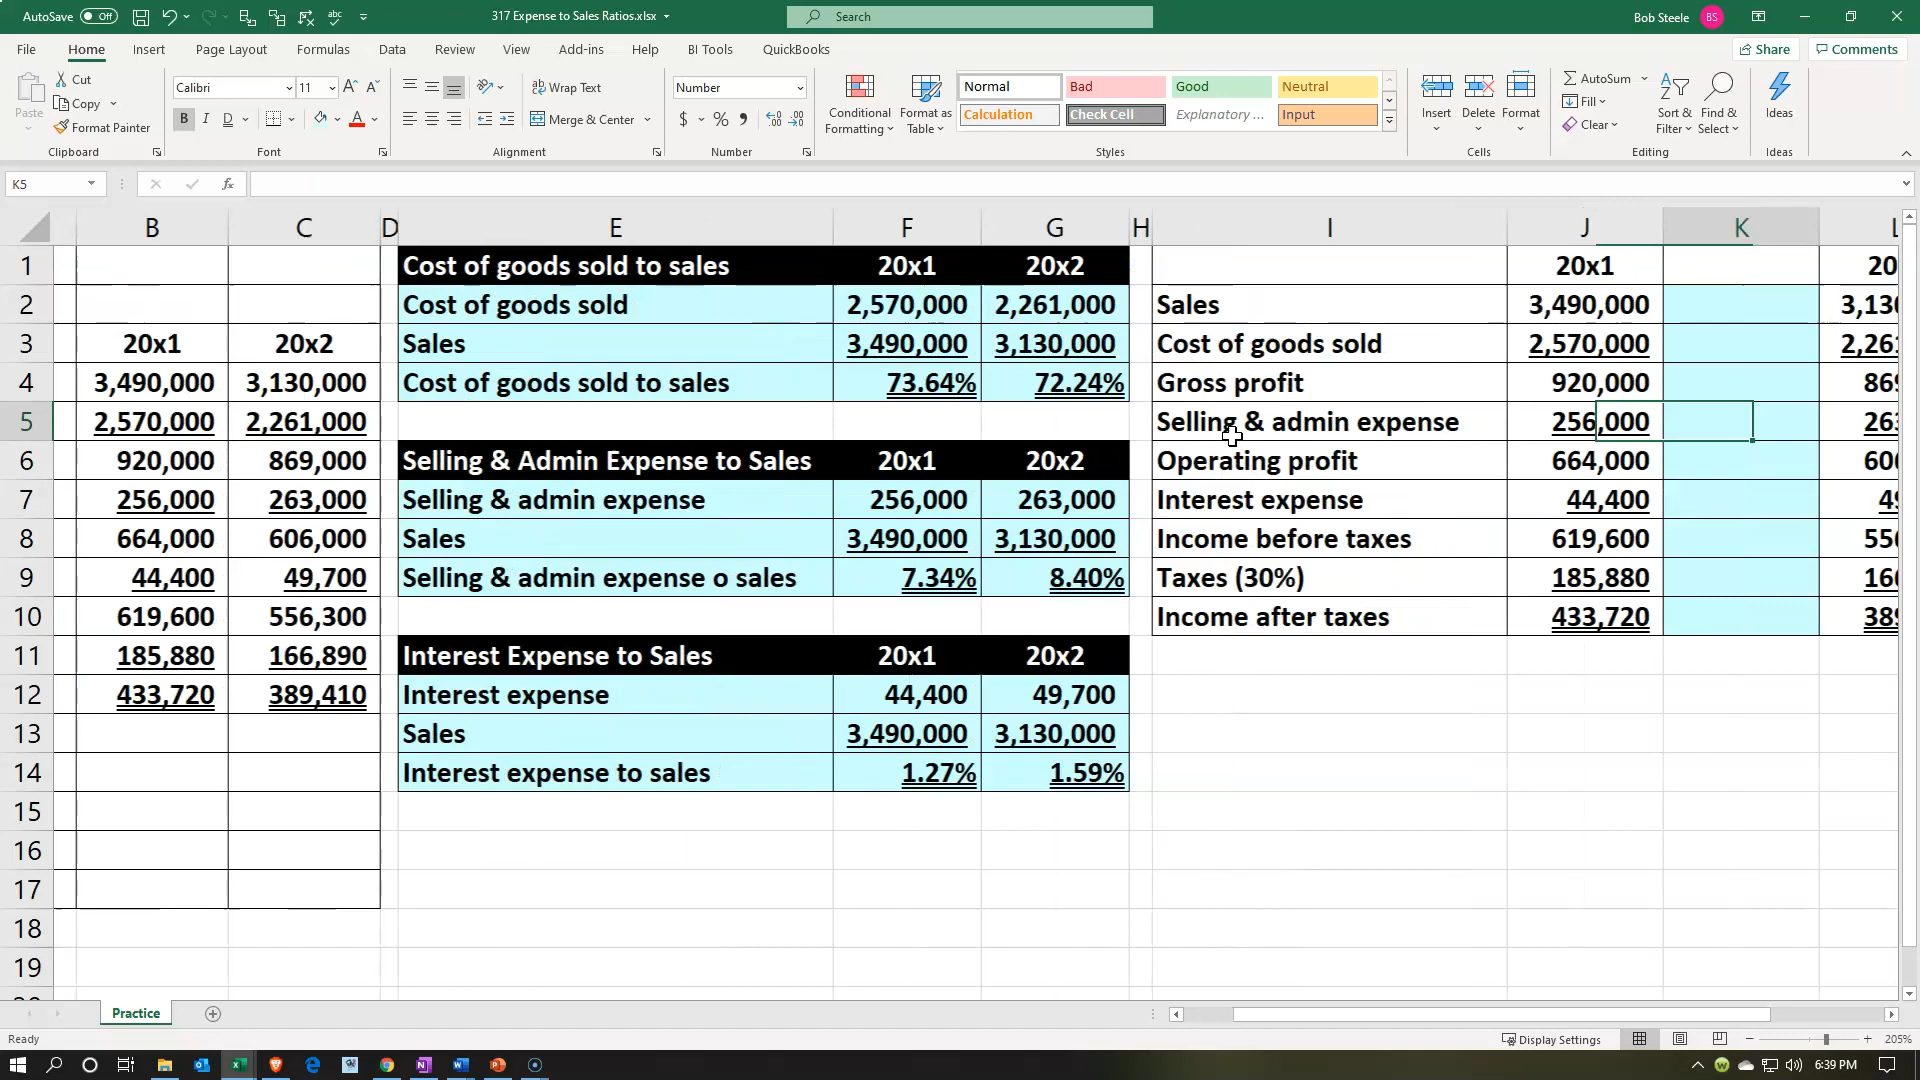 AutoSave Off 317 Expense to Sales Ratios.xlsx Search Bob Steele BS
File Home Insert Page Layout Formulas Data Review View Add-ins Help BI Tools QuickBooks Share Comments
Paste Cut Copy Format Painter Clipboard
Calibri 11 B I D A Font
Wrap Text Merge & Center Alignment
Number $ % Number
Conditional Formatting Format as Table Normal Bad Good Neutral
Calculation Check Cell Explanatory ... Input Styles
Insert Delete Format Cells
AutoSum Fill Clear Sort & Filter Find & Select Editing
Ideas Ideas
K5 fx
B C D E F G H I J K L
1 Cost of goods sold to sales 20x1 20x2 20x1 20
2 Cost of goods sold 2,570,000 2,261,000 Sales 3,490,000 3,130
3 20x1 20x2 Sales 3,490,000 3,130,000 Cost of goods sold 2,570,000 2,261
4 3,490,000 3,130,000 Cost of goods sold to sales 73.64% 72.24% Gross profit 920,000 869
5 2,570,000 2,261,000 Selling & admin expense 256,000 263
6 920,000 869,000 Selling & Admin Expense to Sales 20x1 20x2 Operating profit 664,000 606
7 256,000 263,000 Selling & admin expense 256,000 263,000 Interest expense 44,400 49
8 664,000 606,000 Sales 3,490,000 3,130,000 Income before taxes 619,600 556
9 44,400 49,700 Selling & admin expense o sales 7.34% 8.40% Taxes (30%) 185,880 166
10 619,600 556,300 Income after taxes 433,720 389
11 185,880 166,890 Interest Expense to Sales 20x1 20x2
12 433,720 389,410 Interest expense 44,400 49,700
13 Sales 3,490,000 3,130,000
14 Interest expense to sales 1.27% 1.59%
15
16
17
18
19
Practice
Ready Display Settings 205%
6:39 PM